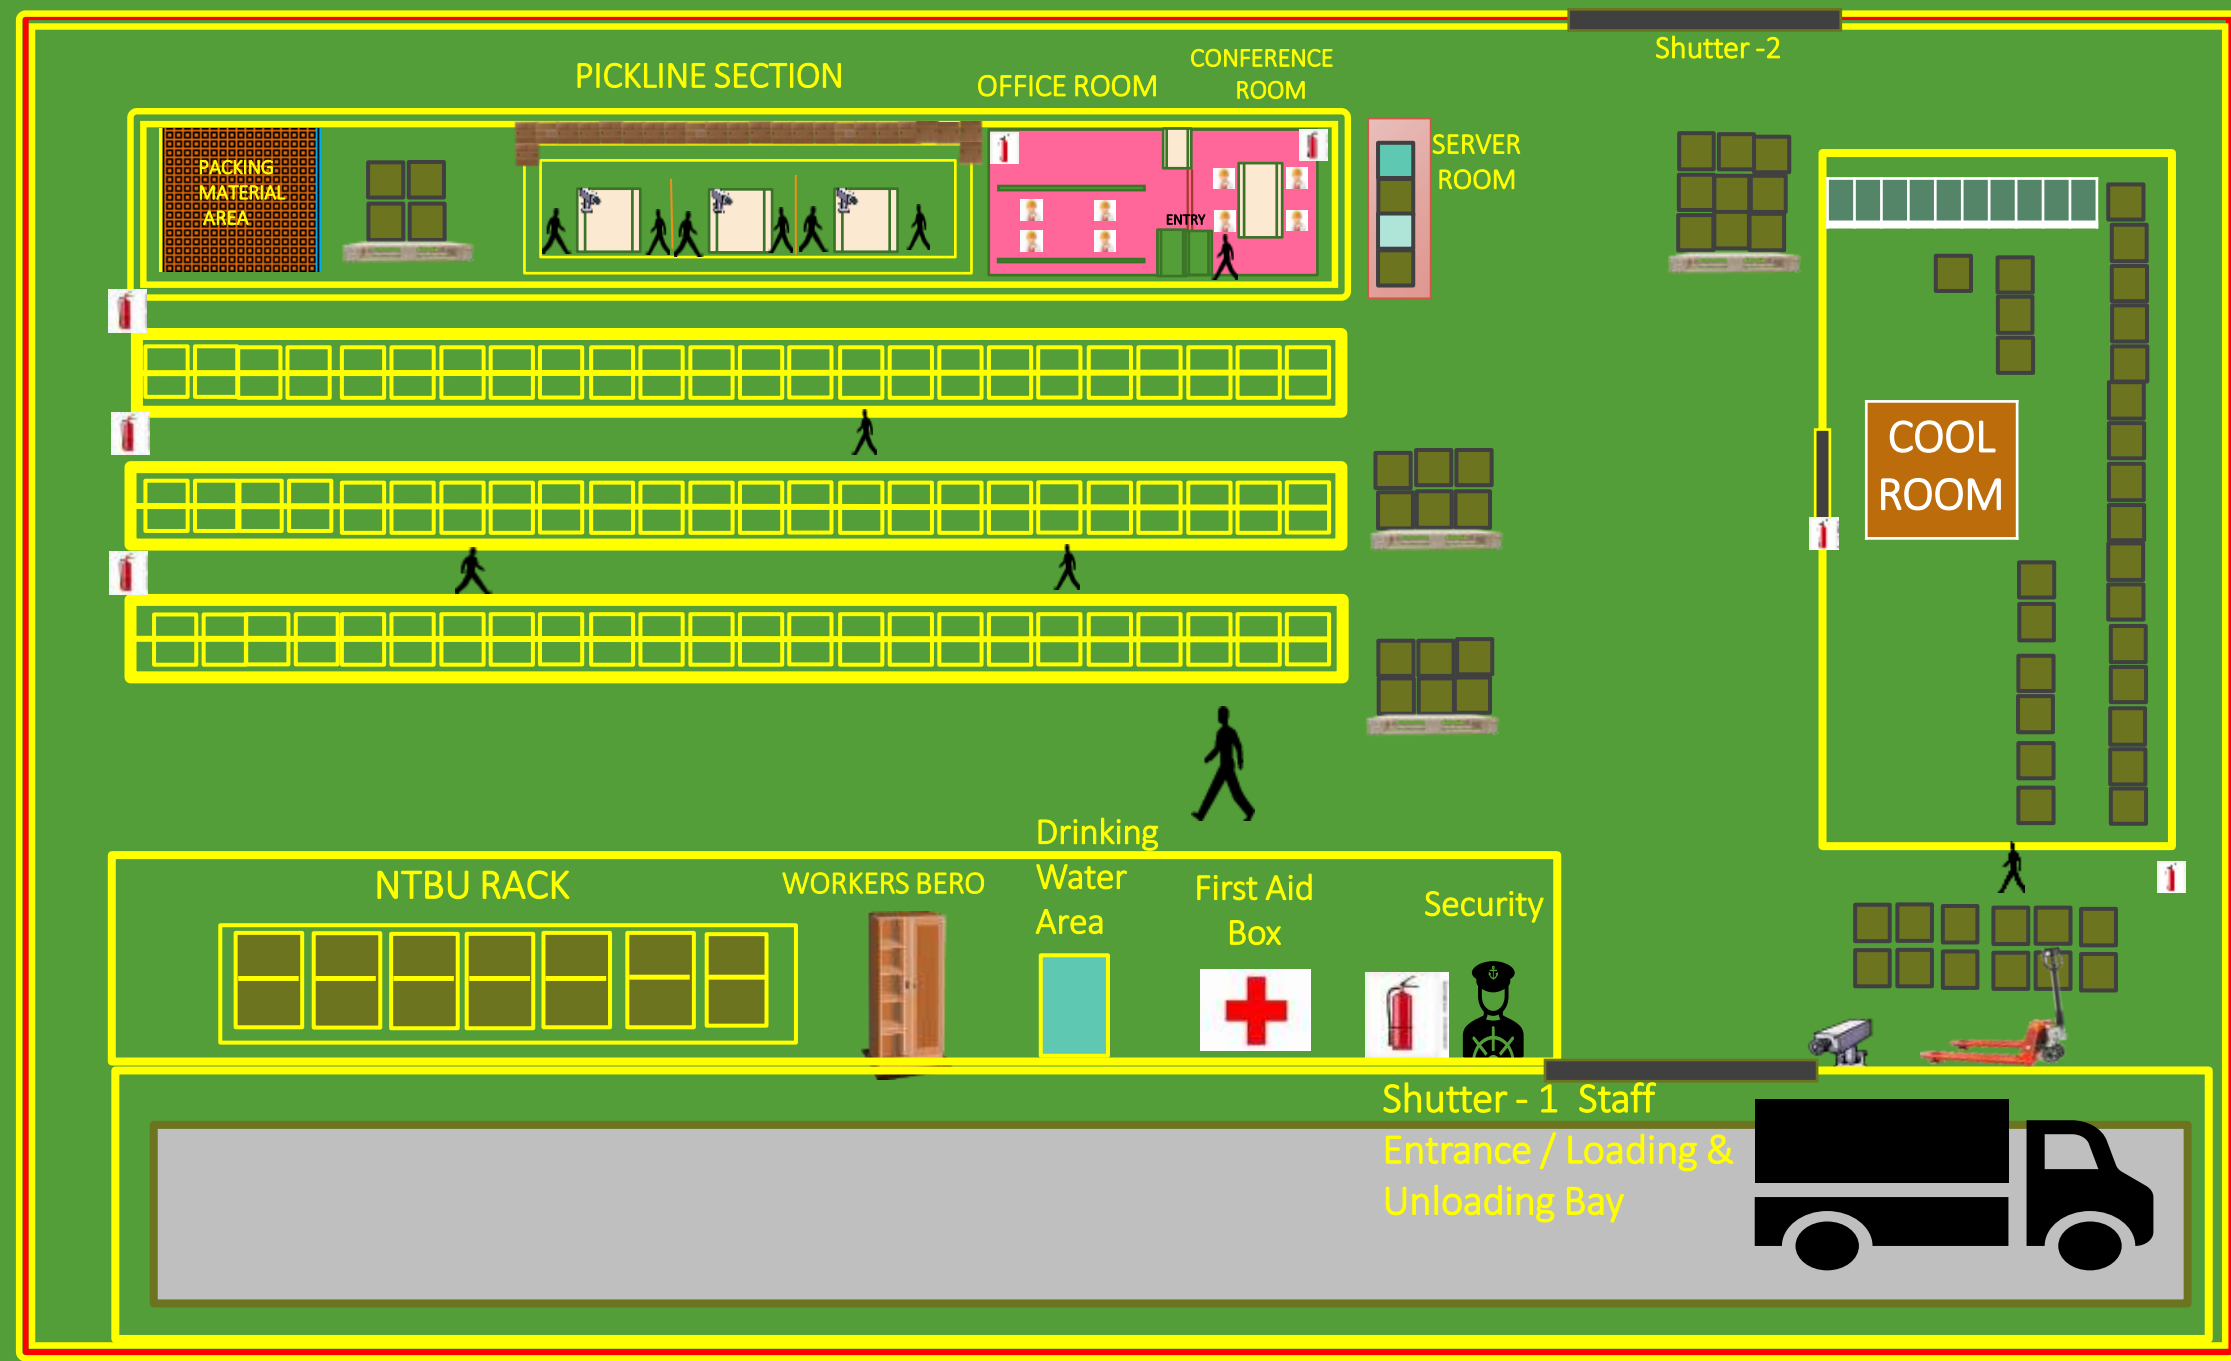 PICKLINE SECTION
OFFICE ROOM
CONFERENCE
ROOM
Shutter -2
PACKING
MATERIAL
AREA
ENTRY
SERVER
ROOM
COOL
ROOM
NTBU RACK
WORKERS BERO
Drinking
Water
Area
First Aid
Box
Security
Shutter - 1  Staff
Entrance / Loading &
Unloading Bay